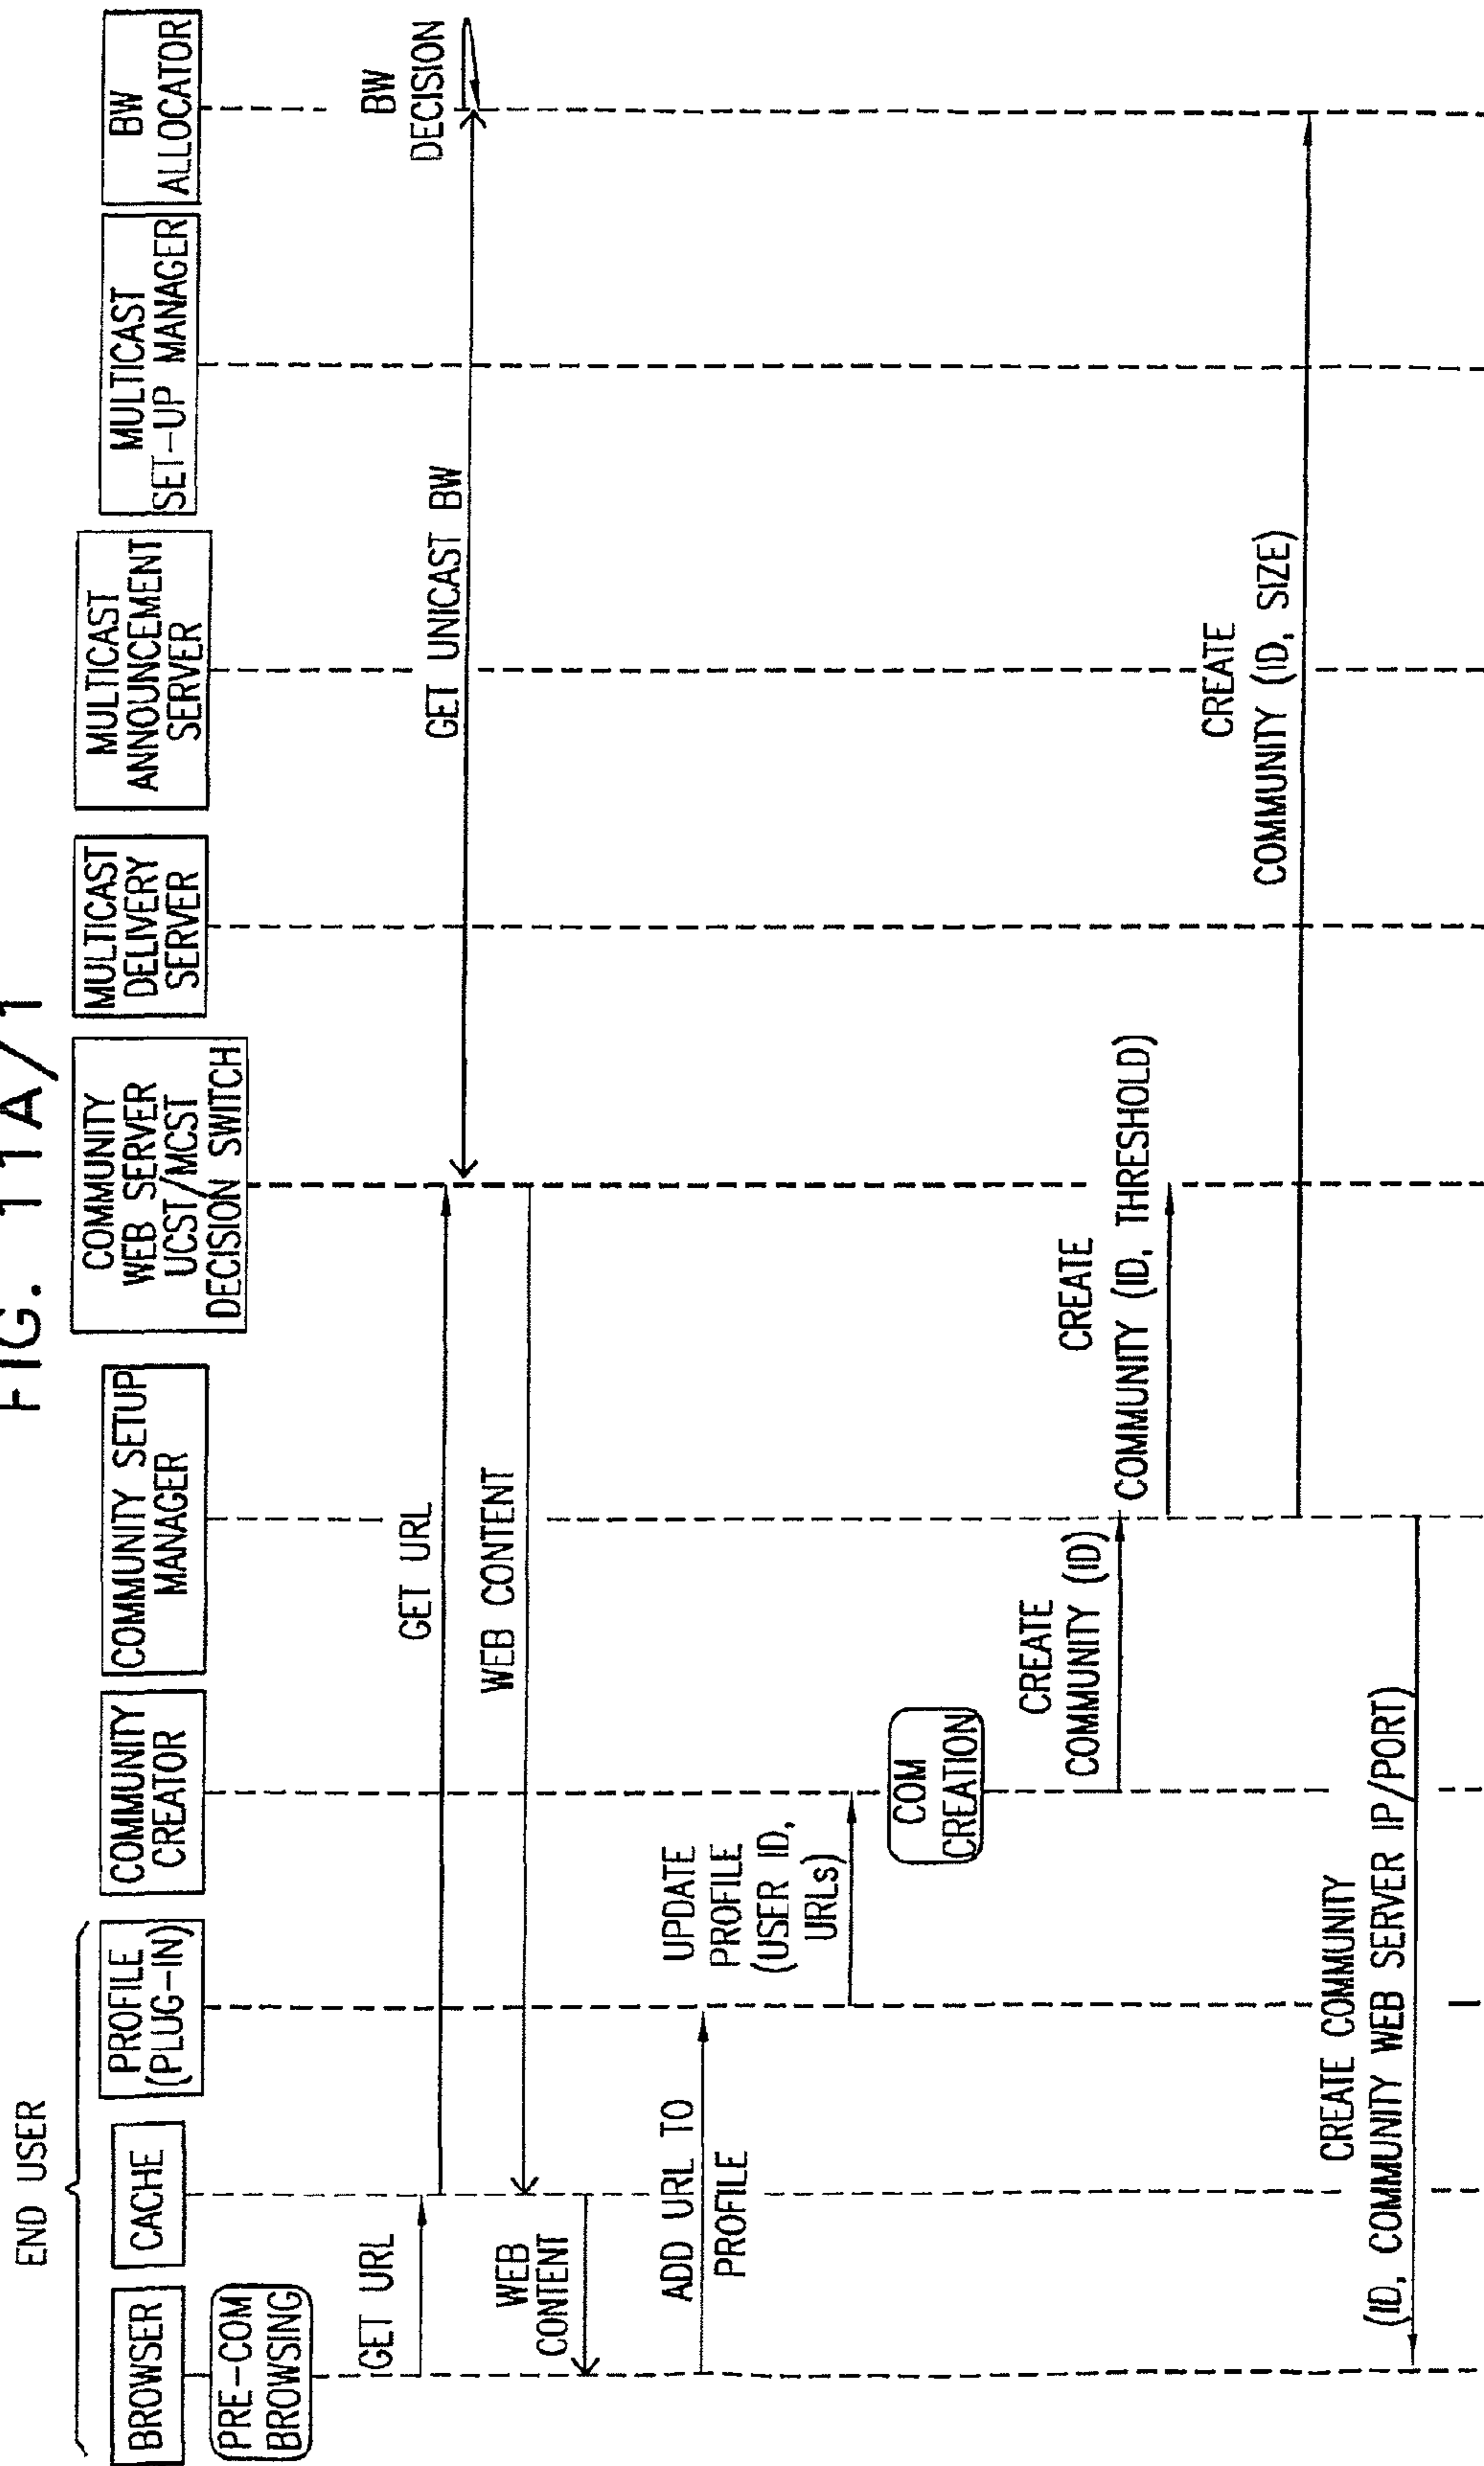 FIG. 11A/1
END USER
BROWSER
CACHE
PROFILE
(PLUG-IN)
COMMUNITY
CREATOR
COMMUNITY SETUP
MANAGER
COMMUNITY
WEB SERVER
UCST/MCST
DECISION SWITCH
MULTICAST
DELIVERY
SERVER
MULTICAST
ANNOUNCEMENT
SERVER
MULTICAST
SET-UP MANAGER
BW
ALLOCATOR
PRE-COM
BROWSING
GET URL
GET URL
GET UNICAST BW
BW
DECISION
WEB CONTENT
WEB
CONTENT
ADD URL TO
PROFILE
UPDATE
PROFILE
(USER ID,
URLs)
COM
CREATION
CREATE
COMMUNITY (ID)
CREATE
COMMUNITY (ID, THRESHOLD)
CREATE
COMMUNITY (ID, SIZE)
CREATE COMMUNITY
(ID, COMMUNITY WEB SERVER IP/PORT)